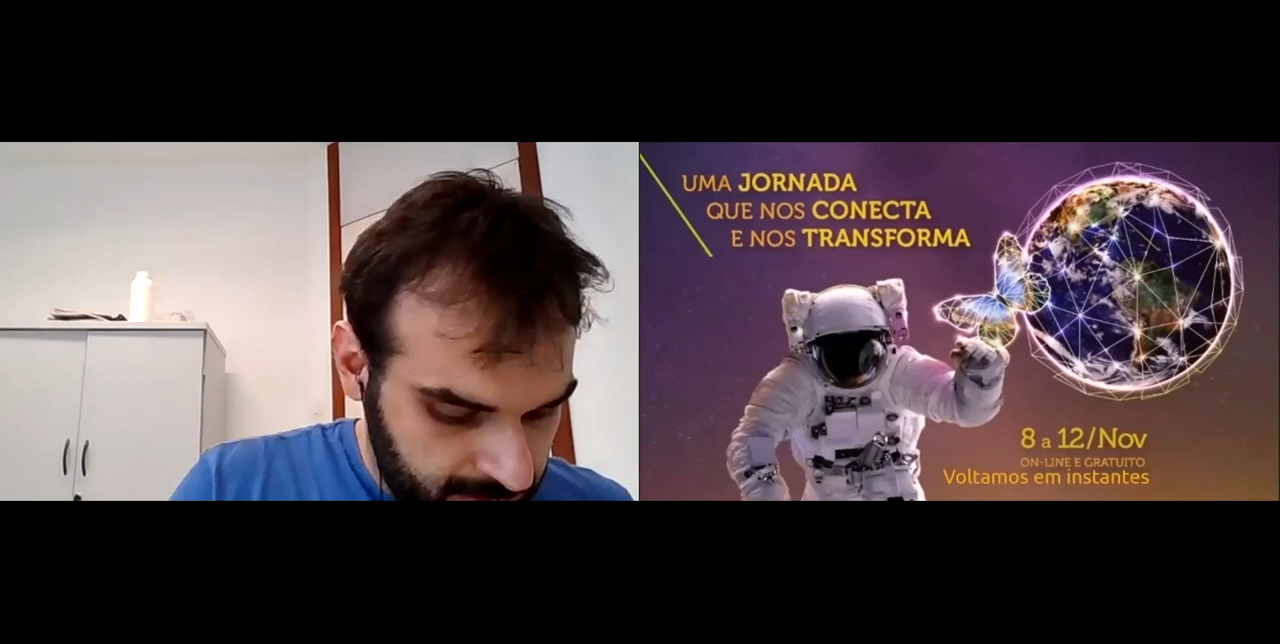 UMA JORNADA
QUE NOS CONECTA
E NOS TRANSFORMA
8 a 12/Nov
ON-LINE E GRATUITO
Voltamos em instantes